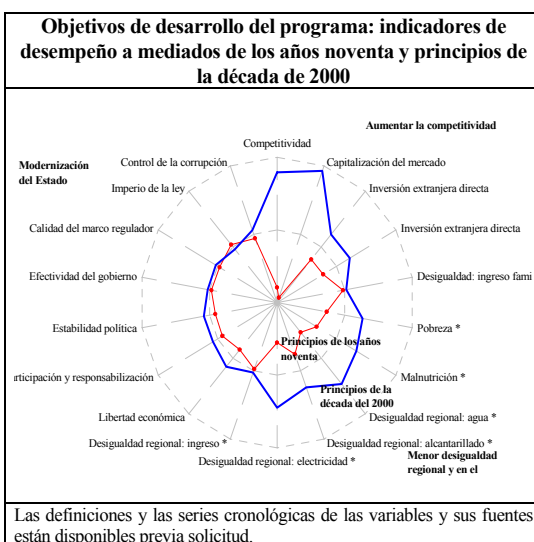 Objetivos de desarrollo del programa: indicadores de
desempeño a mediados de los años noventa y principios de
la década de 2000
Aumentar la competitividad
Competitividad
Modernización
del Estado
Control de la corrupción
Capitalización del mercado
Imperio de la ley
Inversión extranjera directa
Calidad del marco regulador
Inversión extranjera directa
Efectividad del gobierno
Desigualdad: ingreso fami
Estabilidad política
Pobreza *
Principios de los años
noventa
articipación y responsabilización
Malnutrición *
Principios de la
década del 2000
Libertad económica
Desigualdad regional: agua *
Desigualdad regional: ingreso *
Desigualdad regional: alcantarillado *
Desigualdad regional: electricidad *
Menor desigualdad
regional y en el
Las definiciones y las series cronológicas de las variables y sus fuentes
están disponibles previa solicitud.